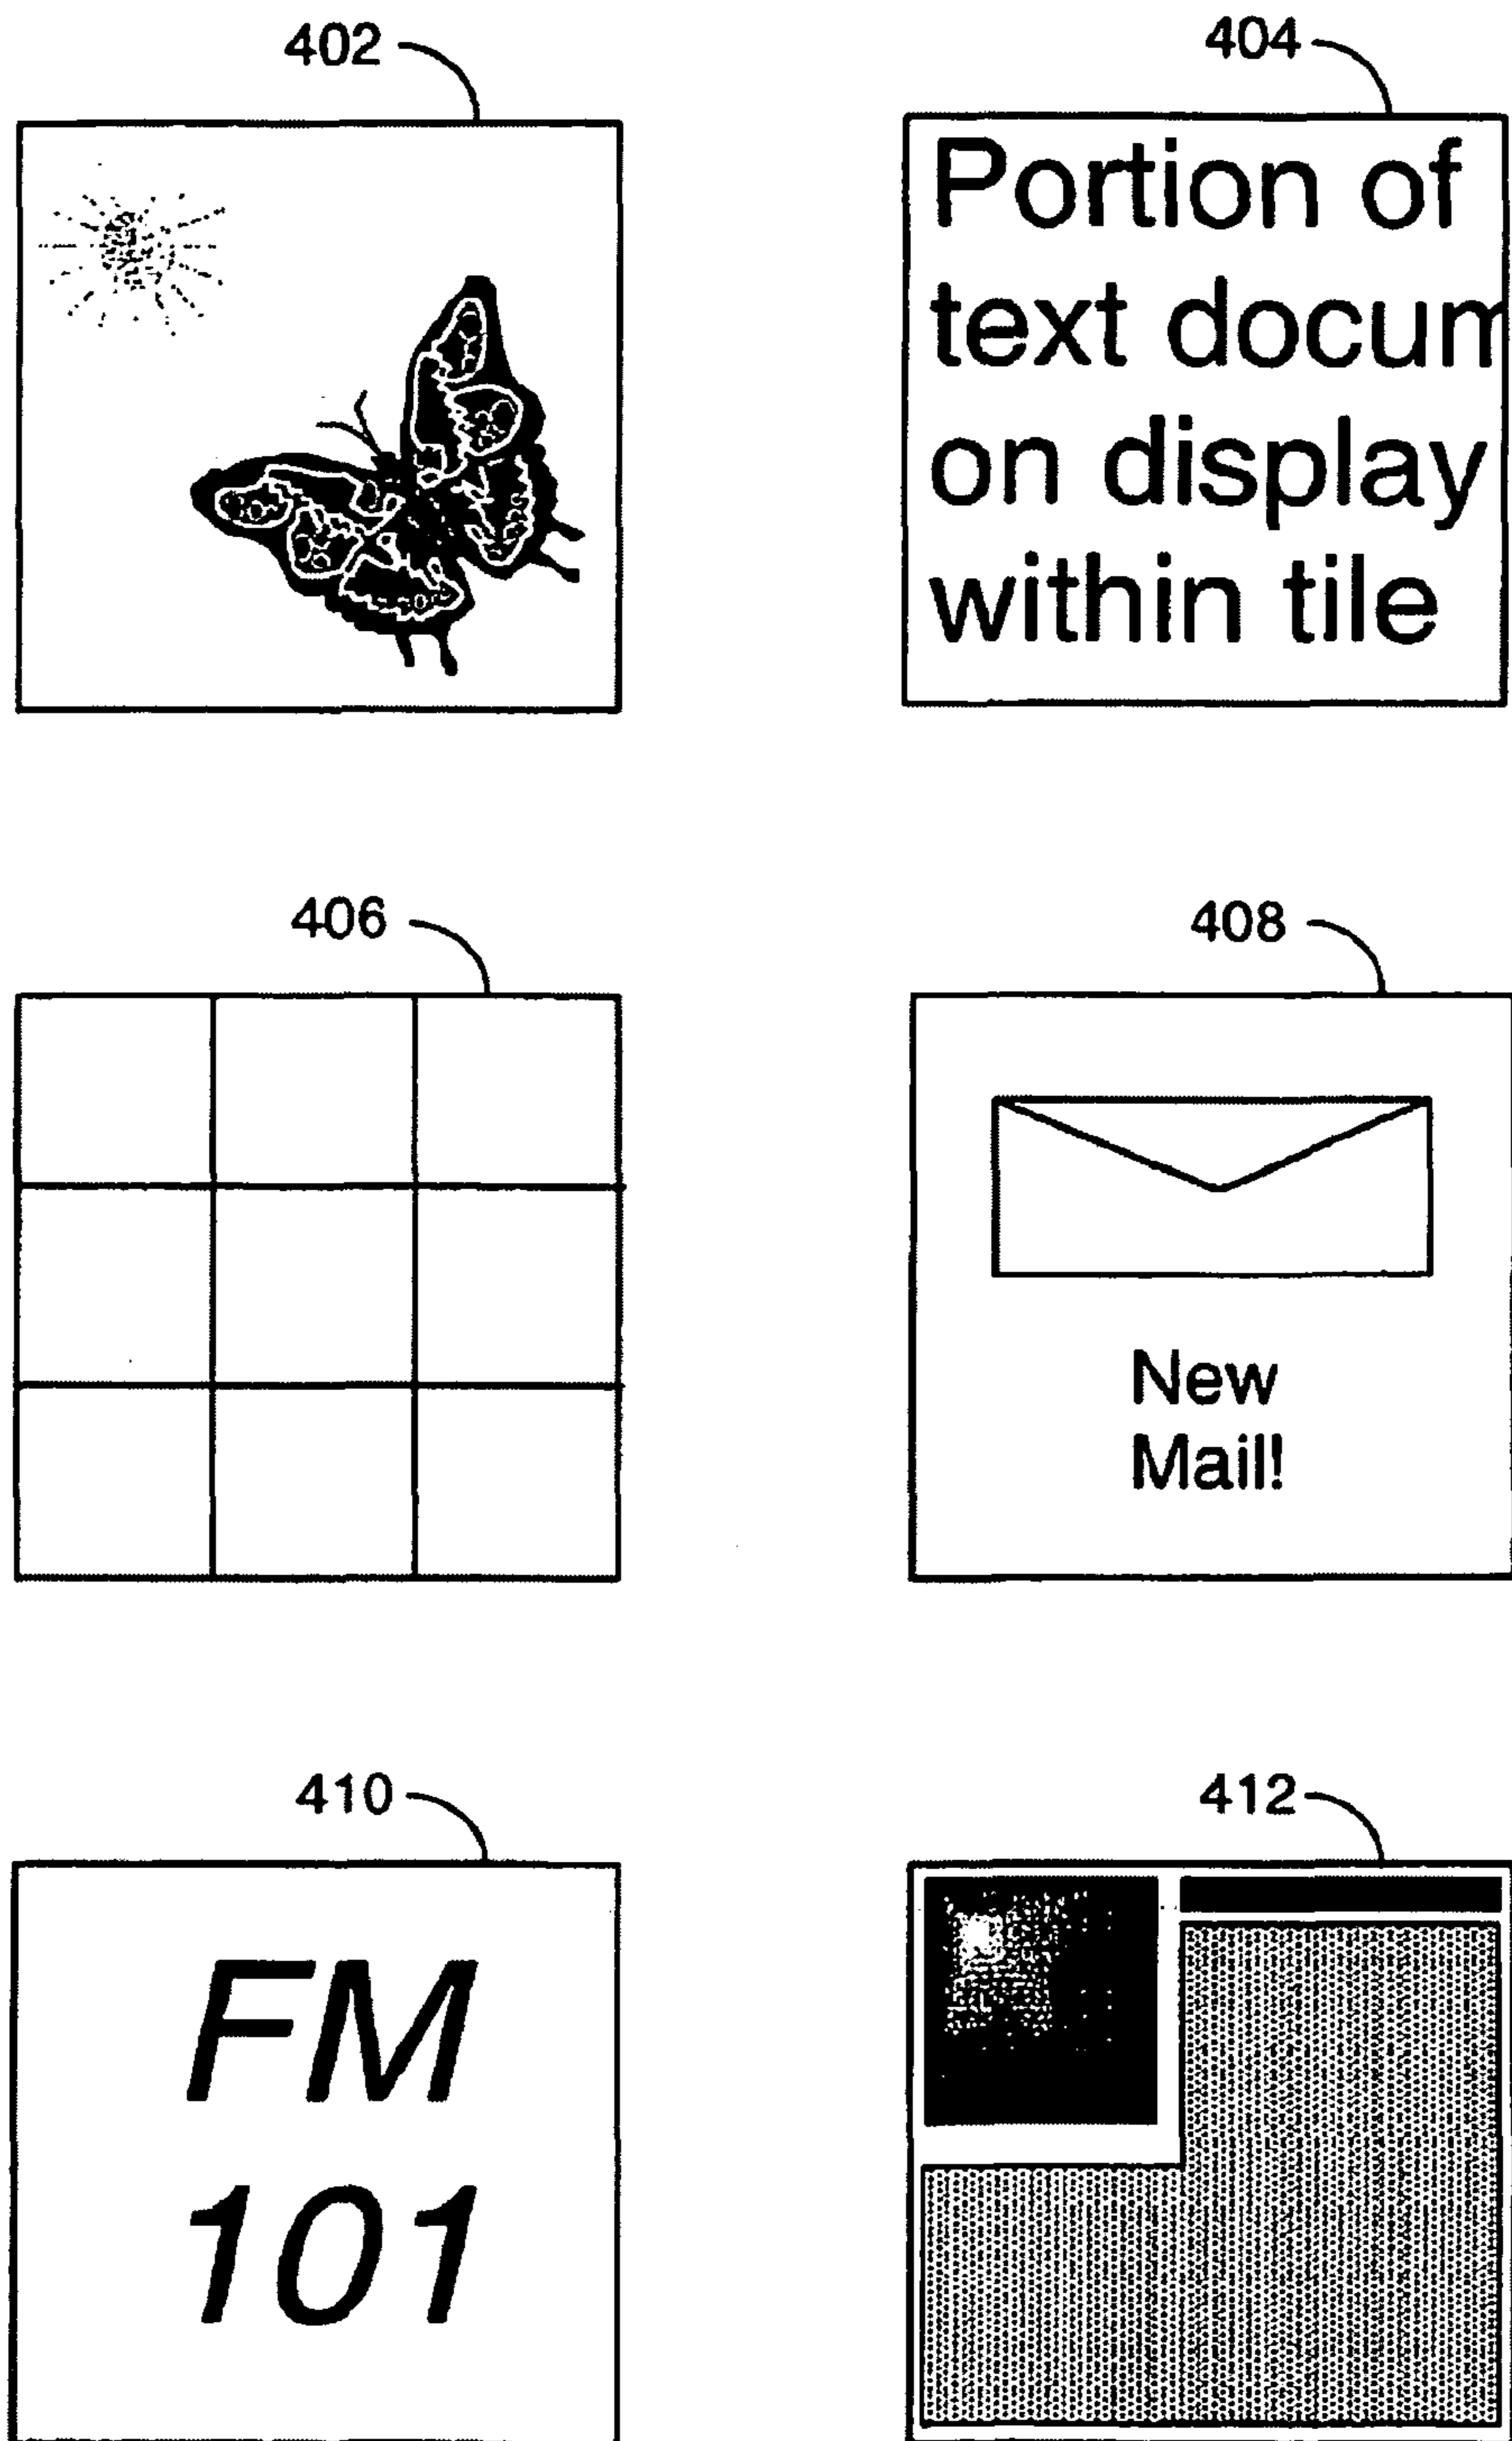 402
404
Portion of
text docum
on display
within tile
406
408
New
Mail!
410
412
FM
101